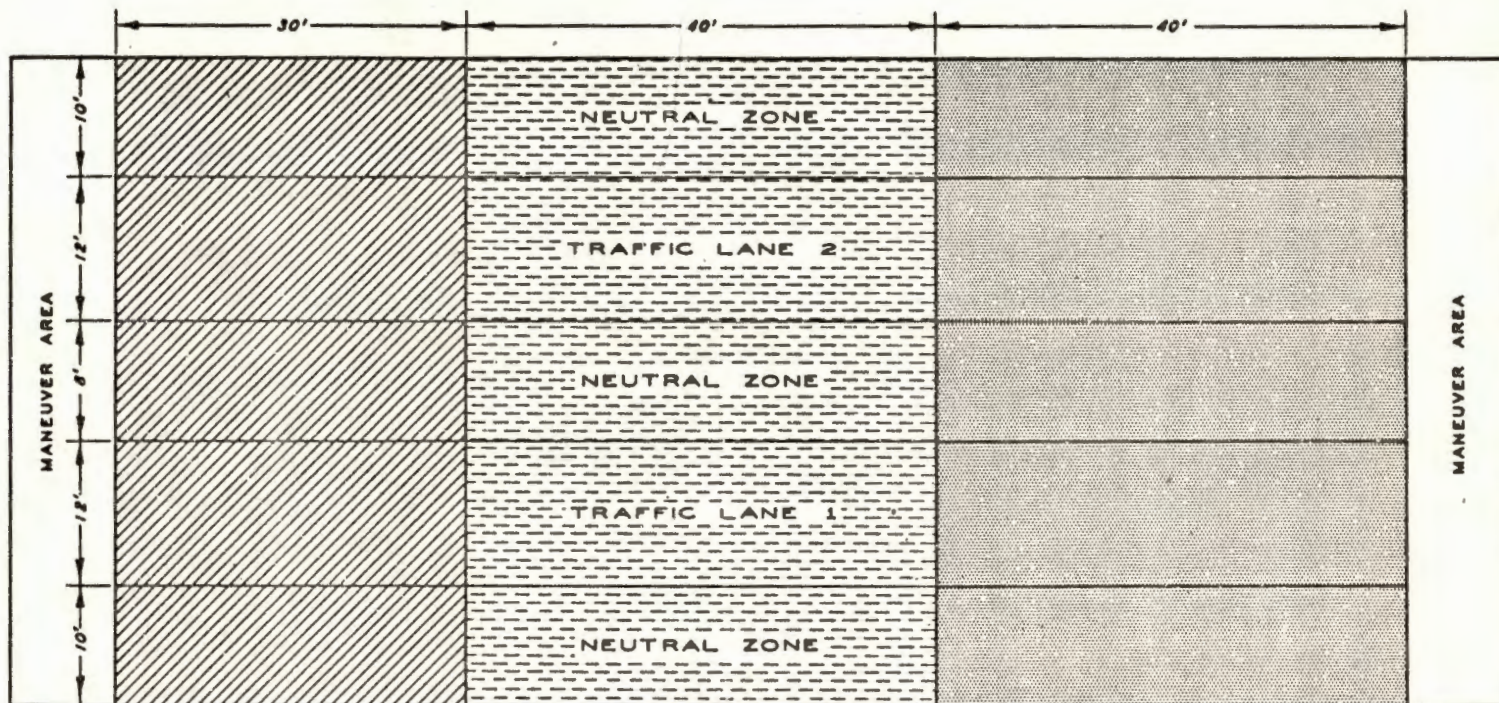 30' 40' 40'
10'
NEUTRAL ZONE
12'
TRAFFIC LANE 2
MANEUVER AREA
8'
NEUTRAL ZONE
MANEUVER AREA
12'
TRAFFIC LANE 1
10'
NEUTRAL ZONE